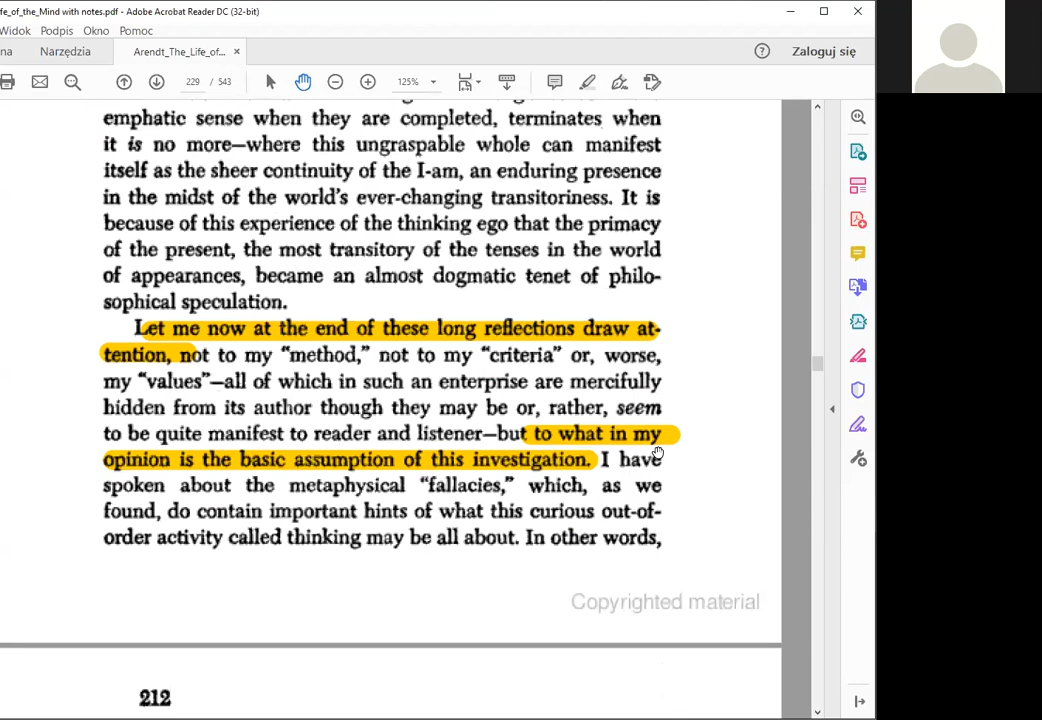 fe_of_the_Mind with notes.pdf - Adobe Acrobat Reader DC (32-bit)
Widok Podpis Okno Pomoc
na Narzędzia Arendt_The_Life_of... × ? Zaloguj się
229 / 543 125%
emphatic sense when they are completed, terminates when
it is no more—where this ungraspable whole can manifest
itself as the sheer continuity of the I-am, an enduring presence
in the midst of the world's ever-changing transitoriness. It is
because of this experience of the thinking ego that the primacy
of the present, the most transitory of the tenses in the world
of appearances, became an almost dogmatic tenet of philo-
sophical speculation.
Let me now at the end of these long reflections draw at-
tention, not to my “method,” not to my “criteria” or, worse,
my “values”—all of which in such an enterprise are mercifully
hidden from its author though they may be or, rather, seem
to be quite manifest to reader and listener—but to what in my
opinion is the basic assumption of this investigation. I have
spoken about the metaphysical “fallacies,” which, as we
found, do contain important hints of what this curious out-of-
order activity called thinking may be all about. In other words,
Copyrighted material
212